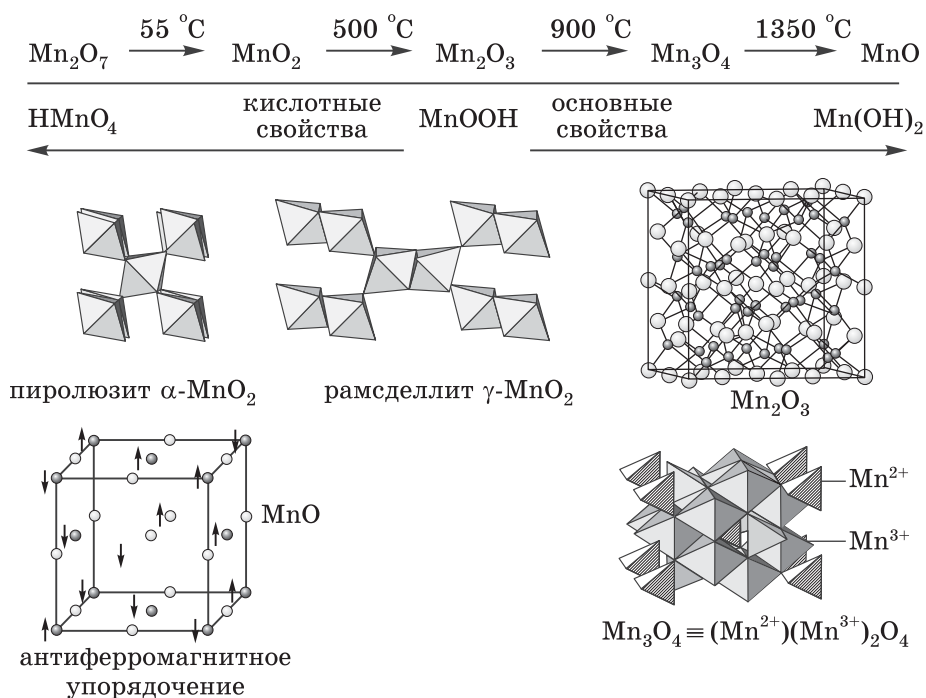 55 °C 500 °C 900 °C 1350 °C
Mn₂O₇ MnO₂ Mn₂O₃ Mn₃O₄ MnO
HMnO₄ кислотные свойства MnOOH основные свойства Mn(OH)₂
пиролюзит α-MnO₂ рамсделлит γ-MnO₂ Mn₂O₃
MnO
Mn²⁺
Mn³⁺
Mn₃O₄ ≡ (Mn²⁺)(Mn³⁺)₂O₄
антиферромагнитное
упорядочение